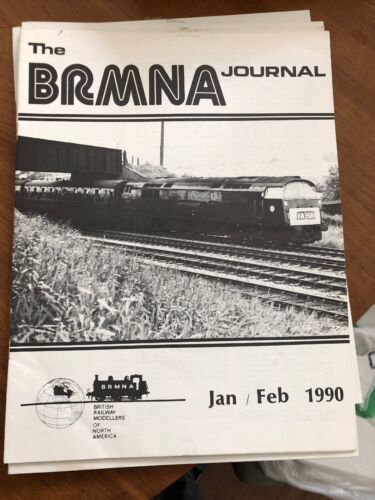 The
BRMNA JOURNAL
BRMNA
BRITISH
RAILWAY
MODELLERS
OF
NORTH
AMERICA
Jan / Feb 1990